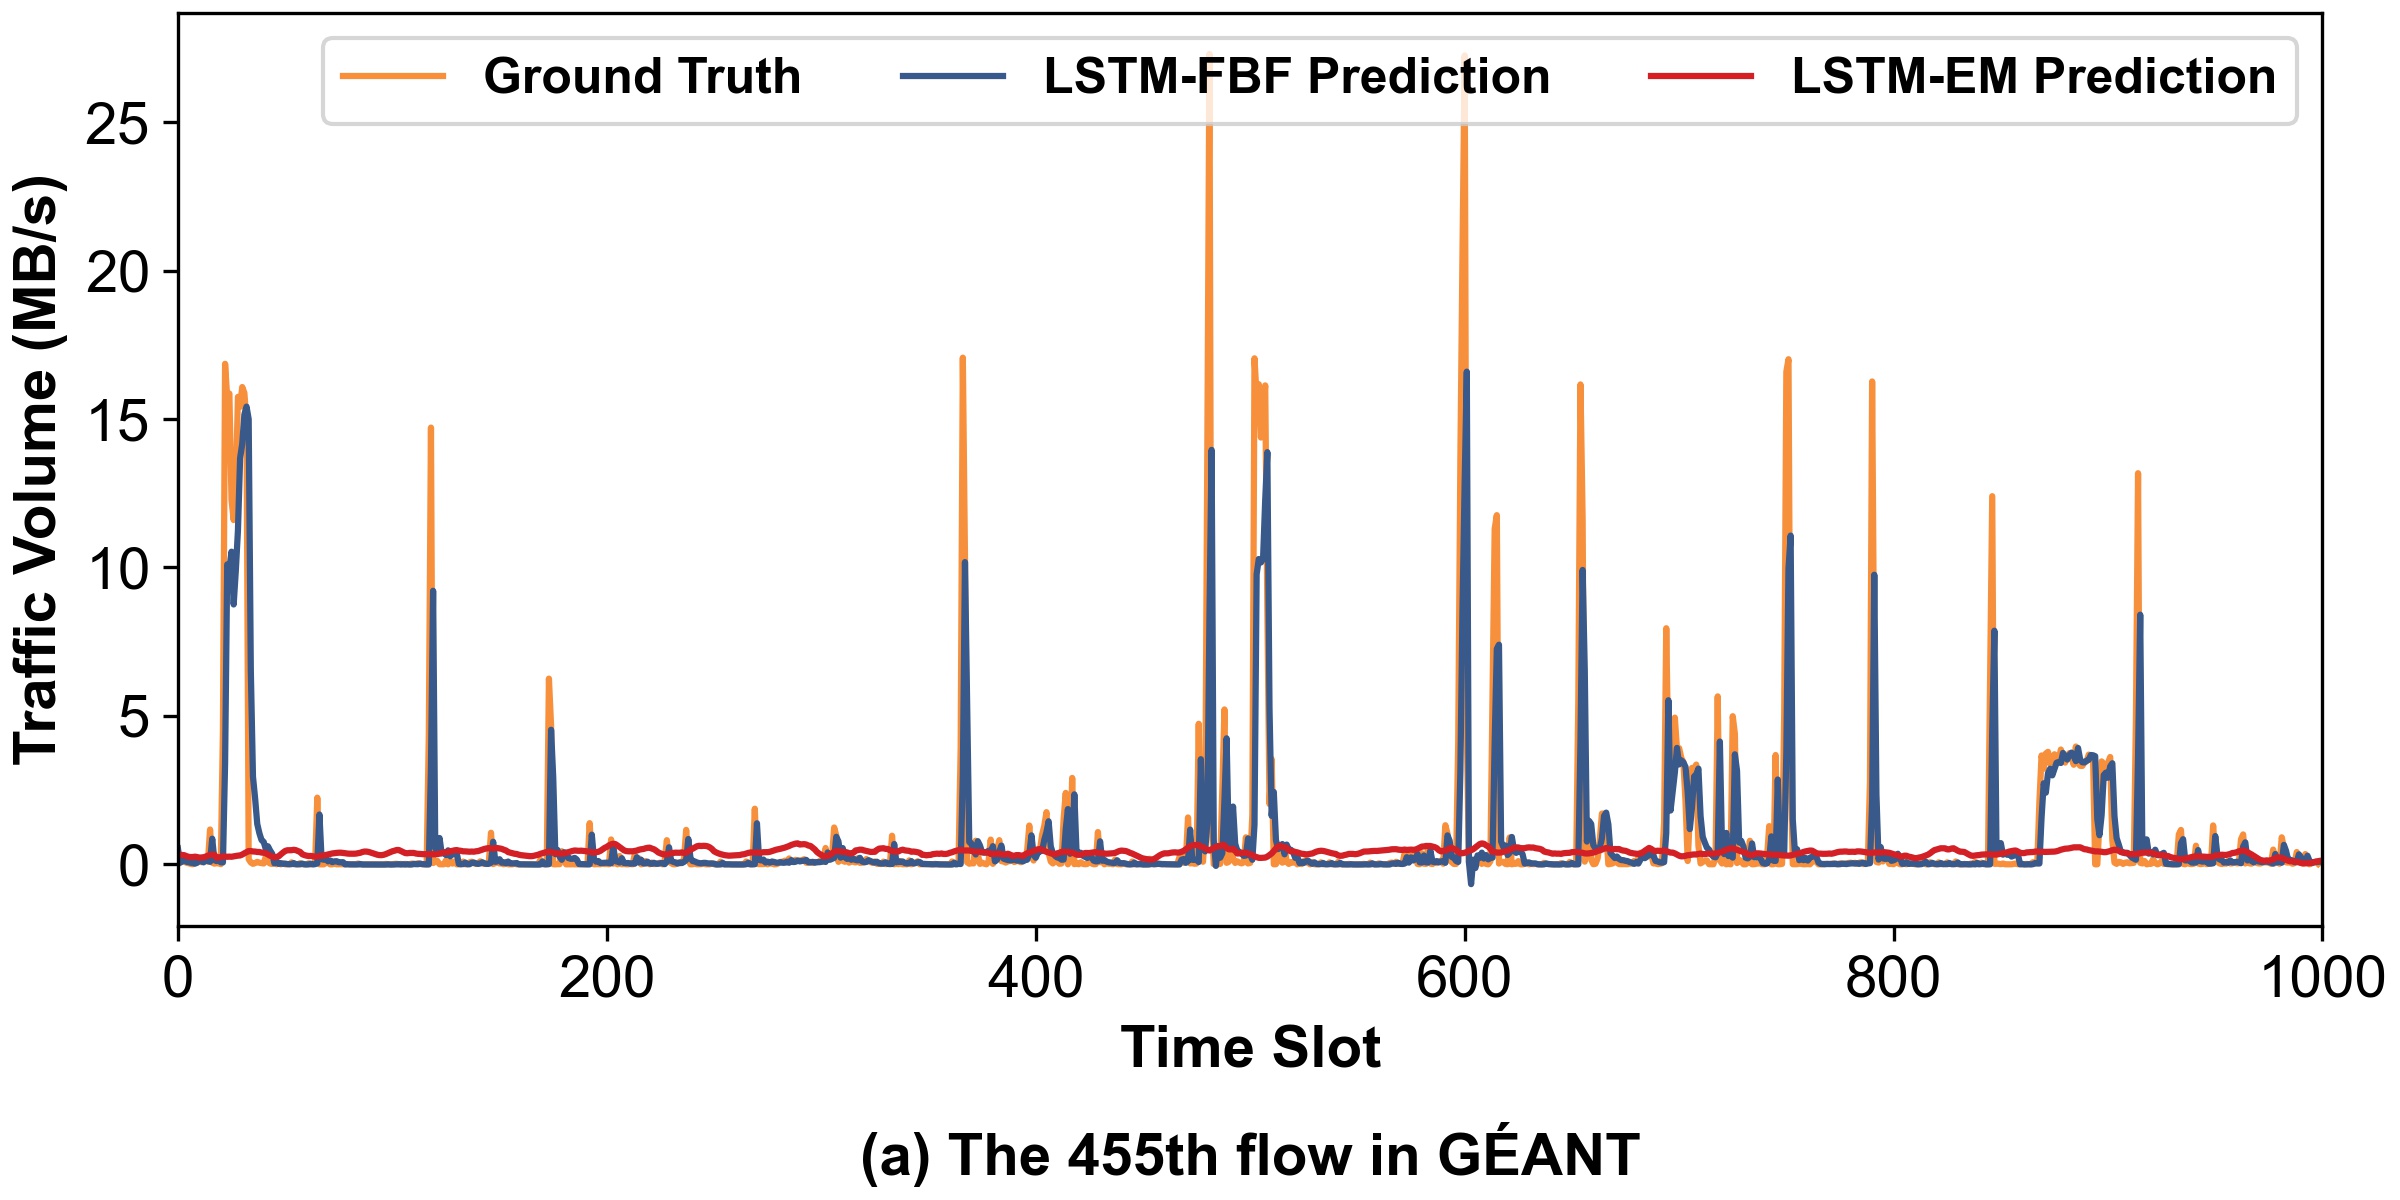 Ground Truth LSTM-FBF Prediction LSTM-EM Prediction
Traffic Volume (MB/s)
25
20
15
10
5
0
0 200 400 600 800 1000
Time Slot
(a) The 455th flow in GÉANT